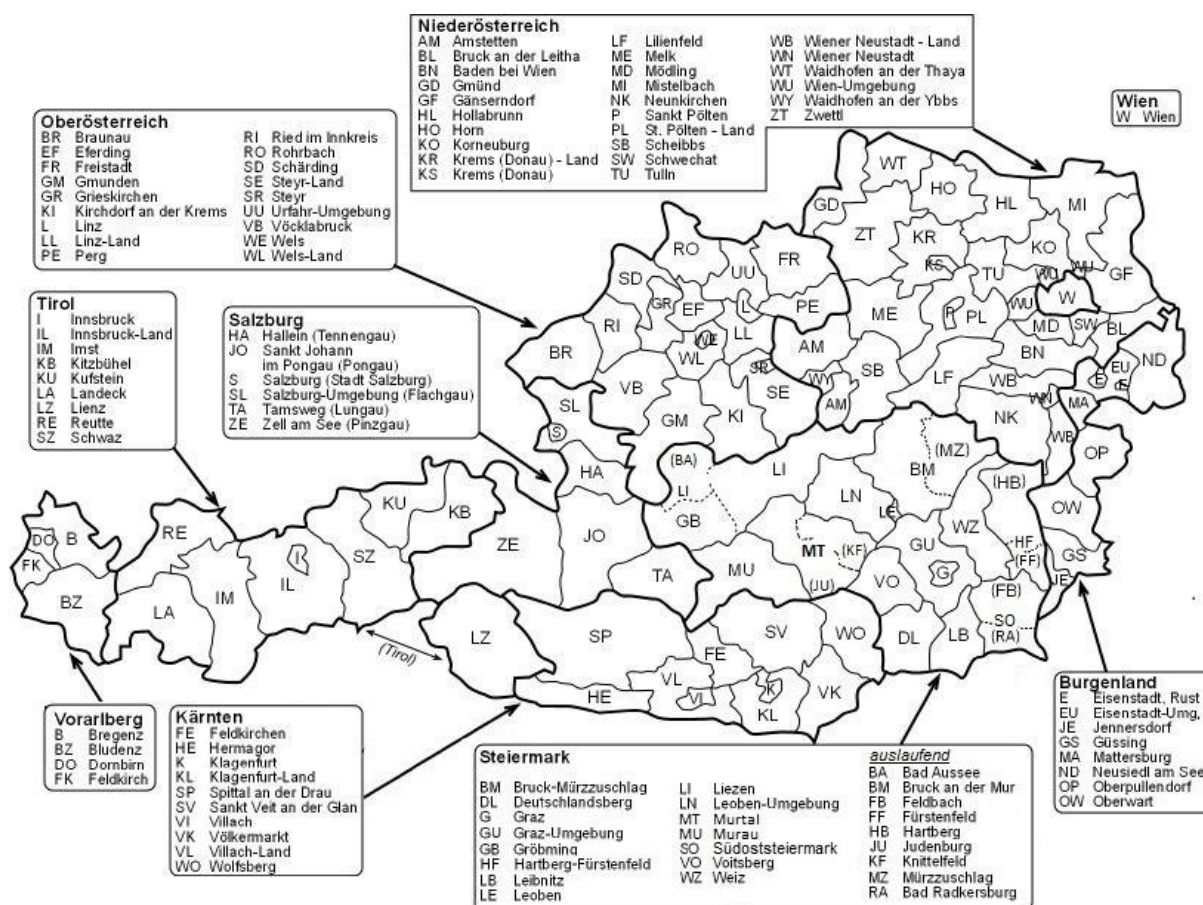 Niederösterreich
AM Amstetten
BL Bruck an der Leitha
BN Baden bei Wien
GD Gmünd
GF Gänserndorf
HL Hollabrunn
HO Horn
KO Korneuburg
KR Krems (Donau) - Land
KS Krems (Donau)
LF Lilienfeld
ME Melk
MD Mödling
MI Mistelbach
NK Neunkirchen
P Sankt Pölten
PL St. Pölten - Land
SB Scheibbs
SW Schwechat
TU Tulln
WB Wiener Neustadt - Land
WN Wiener Neustadt
WT Waidhofen an der Thaya
WU Wien-Umgebung
WY Waidhofen an der Ybbs
ZT Zwettl
Wien
W Wien
Oberösterreich
BR Braunau
EF Eferding
FR Freistadt
GM Gmunden
GR Grieskirchen
KI Kirchdorf an der Krems
L Linz
LL Linz-Land
PE Perg
RI Ried im Innkreis
RO Rohrbach
SD Schärding
SE Steyr-Land
SR Steyr
UU Urfahr-Umgebung
VB Vöcklabruck
WE Wels
WL Wels-Land
Tirol
I Innsbruck
IL Innsbruck-Land
IM Imst
KB Kitzbühel
KU Kufstein
LA Landeck
LZ Lienz
RE Reutte
SZ Schwaz
Salzburg
HA Hallein (Tennengau)
JO Sankt Johann
im Pongau (Pongau)
S Salzburg (Stadt Salzburg)
SL Salzburg-Umgebung (Flachgau)
TA Tamsweg (Lungau)
ZE Zell am See (Pinzgau)
WT
HO
GD
HL
MI
ZT
KR
KO
KS
TU
WU
WU
GF
RO
FR
UU
SD
GR
EF
L
PE
ME
P
PL
WU
W
MD
SW
BL
RI
WE
LL
BR
WL
AM
BN
EU
ND
E
E
SR
SB
VB
SE
WY
AM
LF
WB
WN
MA
SL
GM
KI
NK
S
WB
OP
(BA)
LI
(MZ)
BM
HA
(HB)
LI
LN
KU
KB
LE
OW
GB
WZ
B
DO
RE
ZE
JO
MT
(KF)
GU
HF
(FF)
GS
FK
SZ
I
IL
G
JE
BZ
LA
IM
TA
MU
(JU)
VO
(FB)
LZ
SP
SV
WO
DL
LB
SO
(RA)
(Tirol)
FE
VL
K
VK
HE
VI
KL
Vorarlberg
B Bregenz
BZ Bludenz
DO Dornbirn
FK Feldkirch
Kärnten
FE Feldkirchen
HE Hermagor
K Klagenfurt
KL Klagenfurt-Land
SP Spittal an der Drau
SV Sankt Veit an der Glan
VI Villach
VK Völkermarkt
VL Villach-Land
WO Wolfsberg
Steiermark
BM Bruck-Mürzzuschlag
DL Deutschlandsberg
G Graz
GU Graz-Umgebung
GB Gröbming
HF Hartberg-Fürstenfeld
LB Leibnitz
LE Leoben
LI Liezen
LN Leoben-Umgebung
MT Murtal
MU Murau
SO Südoststeiermark
VO Voitsberg
WZ Weiz
auslaufend
BA Bad Aussee
BM Bruck an der Mur
FB Feldbach
FF Fürstenfeld
HB Hartberg
JU Judenburg
KF Knittelfeld
MZ Mürzzuschlag
RA Bad Radkersburg
Burgenland
E Eisenstadt, Rust
EU Eisenstadt-Umg,
JE Jennersdorf
GS Güssing
MA Mattersburg
ND Neusiedl am See
OP Oberpullendorf
OW Oberwart